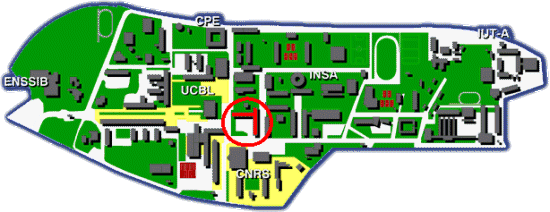 CPE
IUT-A
ENSSIB
INSA
UCBL
CNRS